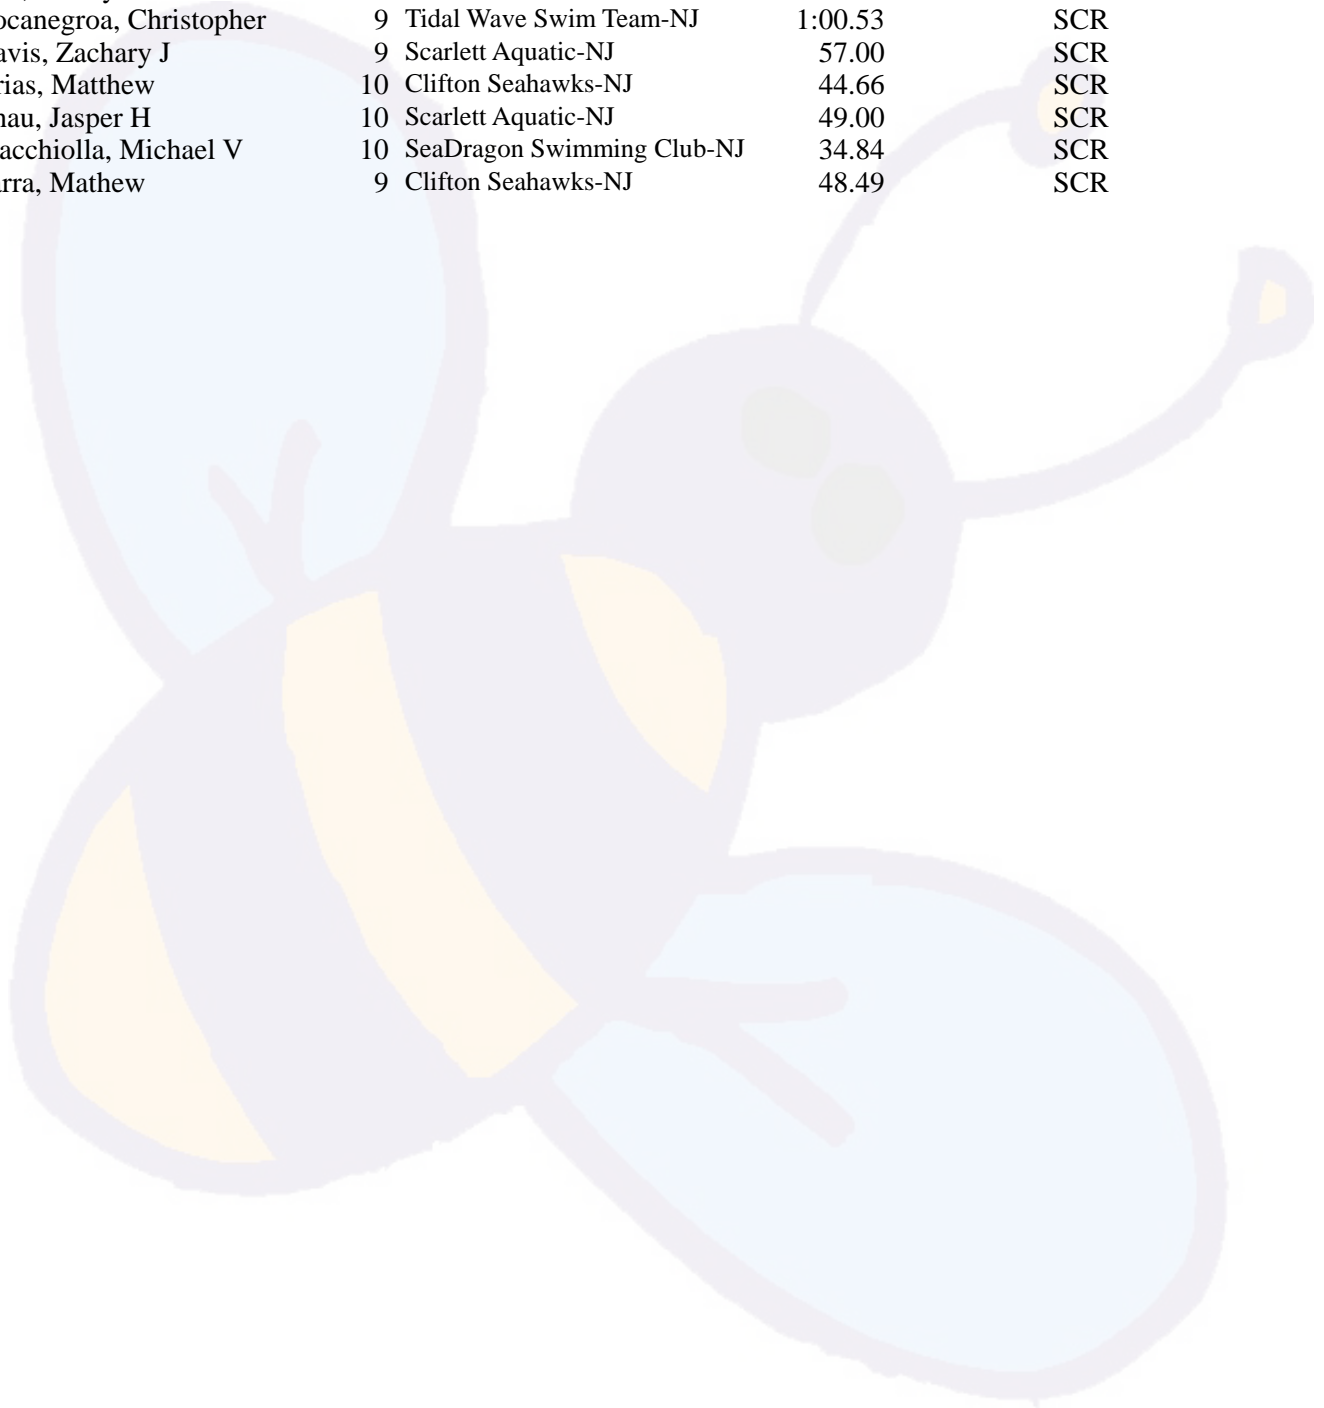 ocanegroa, Christopher 9 Tidal Wave Swim Team-NJ 1:00.53 SCR
avis, Zachary J 9 Scarlett Aquatic-NJ 57.00 SCR
rias, Matthew 10 Clifton Seahawks-NJ 44.66 SCR
nau, Jasper H 10 Scarlett Aquatic-NJ 49.00 SCR
acchiolla, Michael V 10 SeaDragon Swimming Club-NJ 34.84 SCR
arra, Mathew 9 Clifton Seahawks-NJ 48.49 SCR